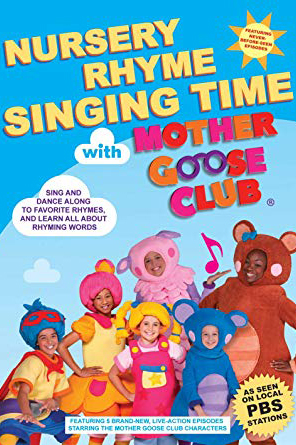 FEATURING
NEVER-
BEFORE-SEEN
EPISODES
NURSERY
RHYME
SINGING TIME
with
MOTHER
GOOSE
CLUB ®
SING AND
DANCE ALONG
TO FAVORITE RHYMES,
AND LEARN ALL ABOUT
RHYMING WORDS
AS SEEN
ON LOCAL
PBS
STATIONS
FEATURING 5 BRAND-NEW, LIVE-ACTION EPISODES
STARRING THE MOTHER GOOSE CLUB CHARACTERS